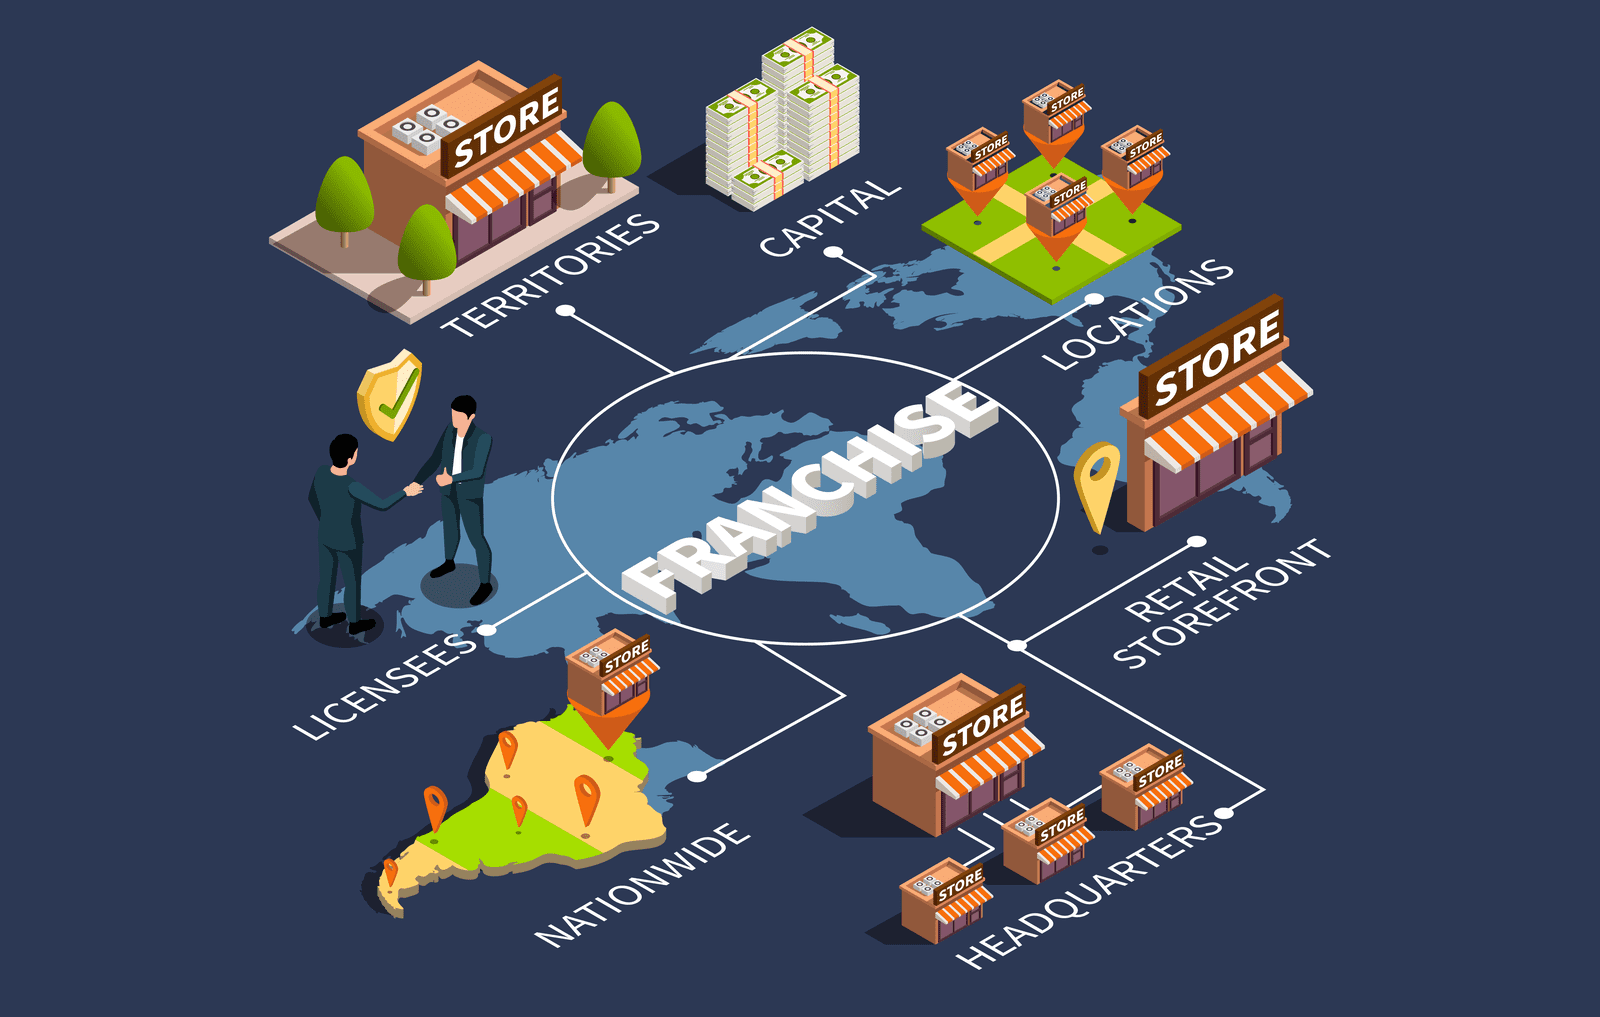 STORE
TERRITORIES
CAPITAL
STORE
STORE
STORE
STORE
LOCATIONS
FRANCHISE
STORE
RETAIL
STOREFRONT
LICENSEES
STORE
NATIONWIDE
STORE
STORE
STORE
STORE
HEADQUARTERS